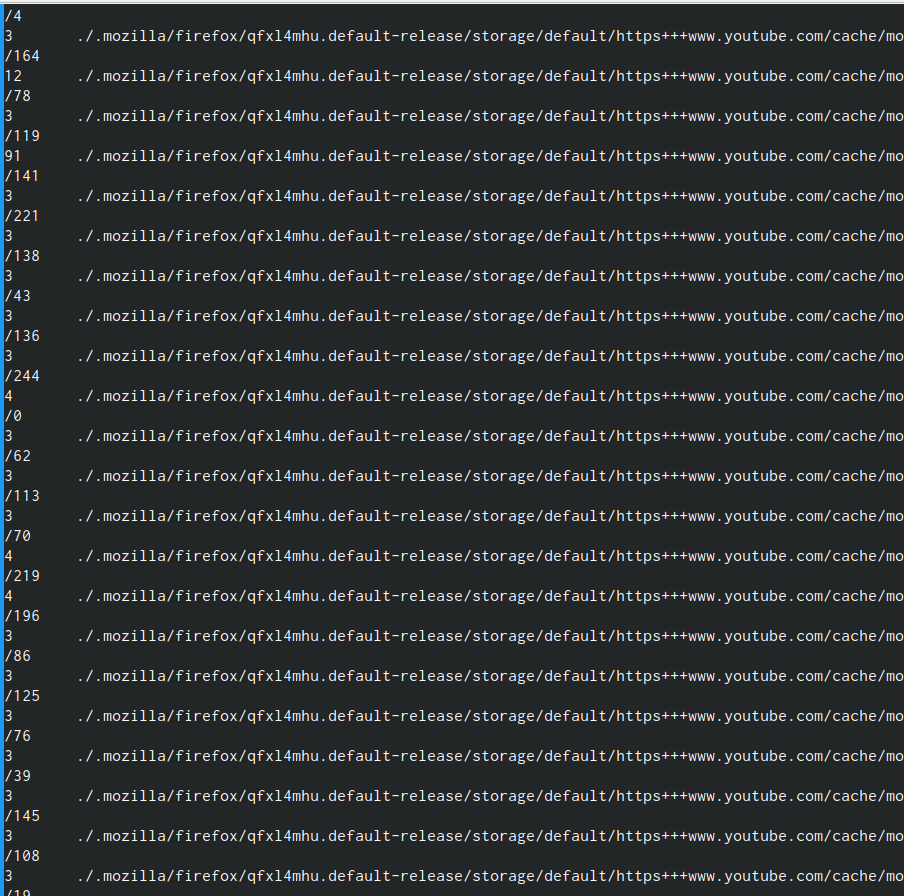 /4
3 ./.mozilla/firefox/qfxl4mhu.default-release/storage/default/https+++www.youtube.com/cache/mo
/164
12 ./.mozilla/firefox/qfxl4mhu.default-release/storage/default/https+++www.youtube.com/cache/mo
/78
3 ./.mozilla/firefox/qfxl4mhu.default-release/storage/default/https+++www.youtube.com/cache/mo
/119
91 ./.mozilla/firefox/qfxl4mhu.default-release/storage/default/https+++www.youtube.com/cache/mo
/141
3 ./.mozilla/firefox/qfxl4mhu.default-release/storage/default/https+++www.youtube.com/cache/mo
/221
3 ./.mozilla/firefox/qfxl4mhu.default-release/storage/default/https+++www.youtube.com/cache/mo
/138
3 ./.mozilla/firefox/qfxl4mhu.default-release/storage/default/https+++www.youtube.com/cache/mo
/43
3 ./.mozilla/firefox/qfxl4mhu.default-release/storage/default/https+++www.youtube.com/cache/mo
/136
3 ./.mozilla/firefox/qfxl4mhu.default-release/storage/default/https+++www.youtube.com/cache/mo
/244
4 ./.mozilla/firefox/qfxl4mhu.default-release/storage/default/https+++www.youtube.com/cache/mo
/0
3 ./.mozilla/firefox/qfxl4mhu.default-release/storage/default/https+++www.youtube.com/cache/mo
/62
3 ./.mozilla/firefox/qfxl4mhu.default-release/storage/default/https+++www.youtube.com/cache/mo
/113
3 ./.mozilla/firefox/qfxl4mhu.default-release/storage/default/https+++www.youtube.com/cache/mo
/70
4 ./.mozilla/firefox/qfxl4mhu.default-release/storage/default/https+++www.youtube.com/cache/mo
/219
4 ./.mozilla/firefox/qfxl4mhu.default-release/storage/default/https+++www.youtube.com/cache/mo
/196
3 ./.mozilla/firefox/qfxl4mhu.default-release/storage/default/https+++www.youtube.com/cache/mo
/86
3 ./.mozilla/firefox/qfxl4mhu.default-release/storage/default/https+++www.youtube.com/cache/mo
/125
3 ./.mozilla/firefox/qfxl4mhu.default-release/storage/default/https+++www.youtube.com/cache/mo
/76
3 ./.mozilla/firefox/qfxl4mhu.default-release/storage/default/https+++www.youtube.com/cache/mo
/39
3 ./.mozilla/firefox/qfxl4mhu.default-release/storage/default/https+++www.youtube.com/cache/mo
/145
3 ./.mozilla/firefox/qfxl4mhu.default-release/storage/default/https+++www.youtube.com/cache/mo
/108
3 ./.mozilla/firefox/qfxl4mhu.default-release/storage/default/https+++www.youtube.com/cache/mo